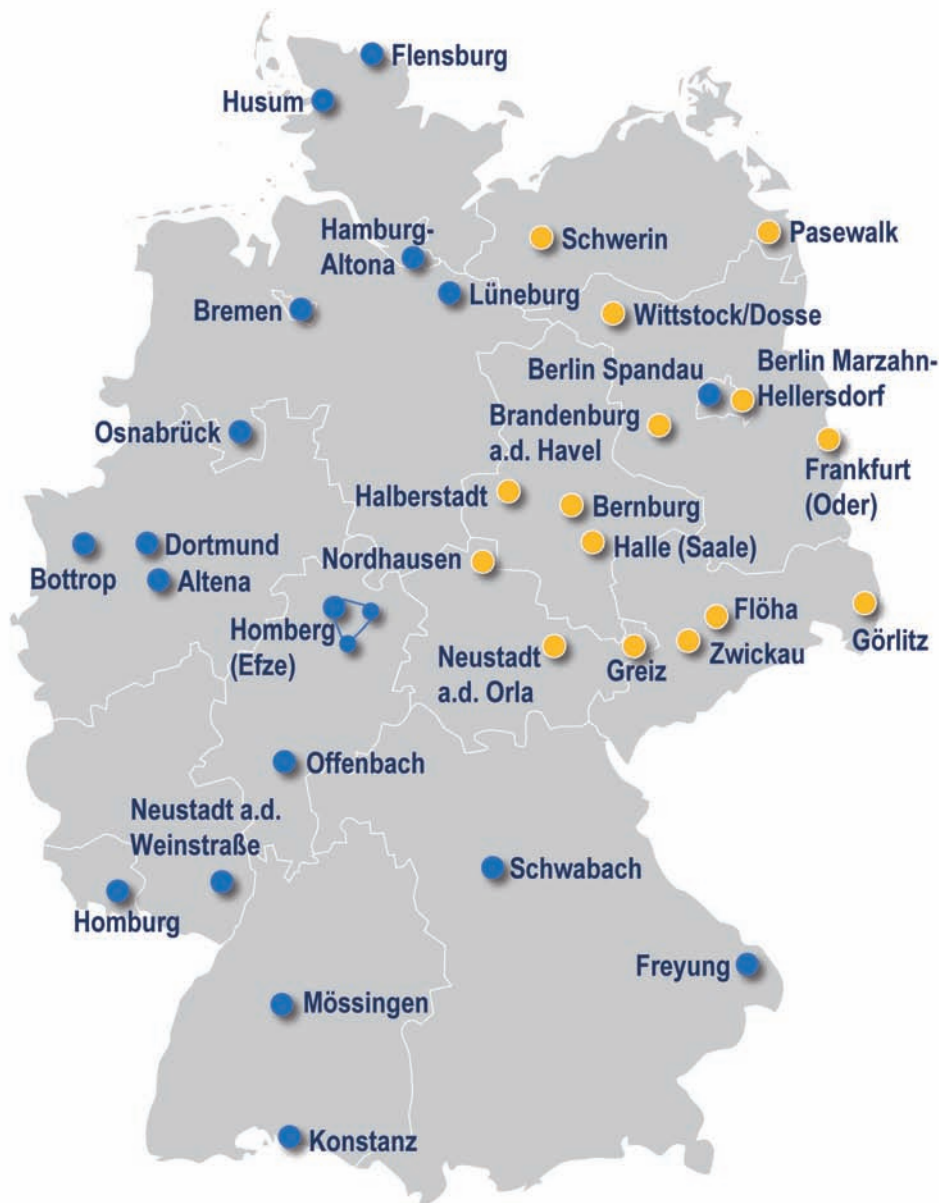 Flensburg
Husum
Hamburg-
Altona
Schwerin
Pasewalk
Lüneburg
Bremen
Wittstock/Dosse
Berlin Spandau
Berlin Marzahn-
Hellersdorf
Brandenburg
a.d. Havel
Osnabrück
Frankfurt
(Oder)
Halberstadt
Bernburg
Dortmund
Halle (Saale)
Bottrop
Altena
Nordhausen
Flöha
Görlitz
Homberg
(Efze)
Neustadt
a.d. Orla
Greiz
Zwickau
Offenbach
Neustadt a.d.
Weinstraße
Schwabach
Homburg
Freyung
Mössingen
Konstanz